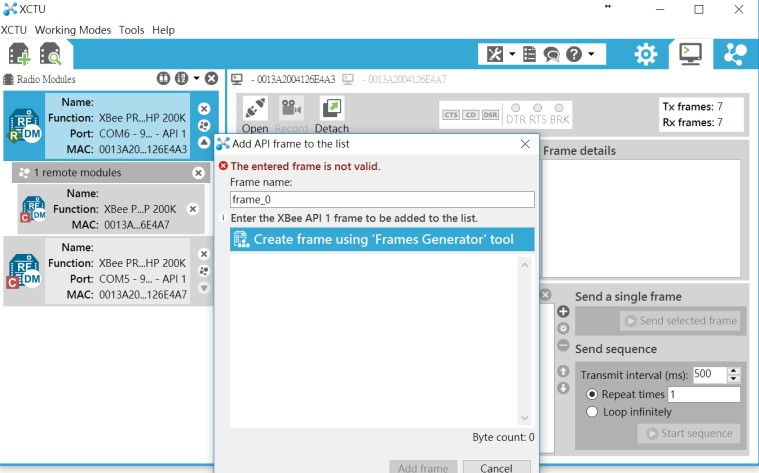 XCTU
XCTU Working Modes Tools Help
Radio Modules
Name:
Function: XBee PR...HP 200K
Port: COM6 - 9... - API 1
MAC: 0013A20...126E4A3
R DM
1 remote modules
Name:
Function: XBee P...P 200K
MAC: 0013A...6E4A7
C DM
Name:
Function: XBee PR...HP 200K
Port: COM5 - 9... - API 1
MAC: 0013A20...126E4A7
C DM
- 0013A2004126E4A3 - 0013A2004126E4A7
Open Record Detach
CTS CD DSR
DTR RTS BRK
Tx frames: 7
Rx frames: 7
Add API frame to the list
The entered frame is not valid.
Frame name:
frame_0
Enter the XBee API 1 frame to be added to the list.
Create frame using 'Frames Generator' tool
Byte count: 0
Add frame Cancel
Frame details
Send a single frame
Send selected frame
Send sequence
Transmit interval (ms): 500
Repeat times 1
Loop infinitely
Start sequence